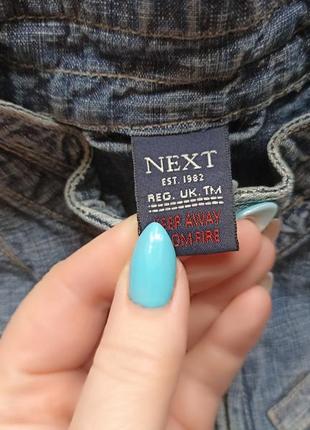 NEXT
EST. 1982
REG. UK. TM
AWAY
FIRE